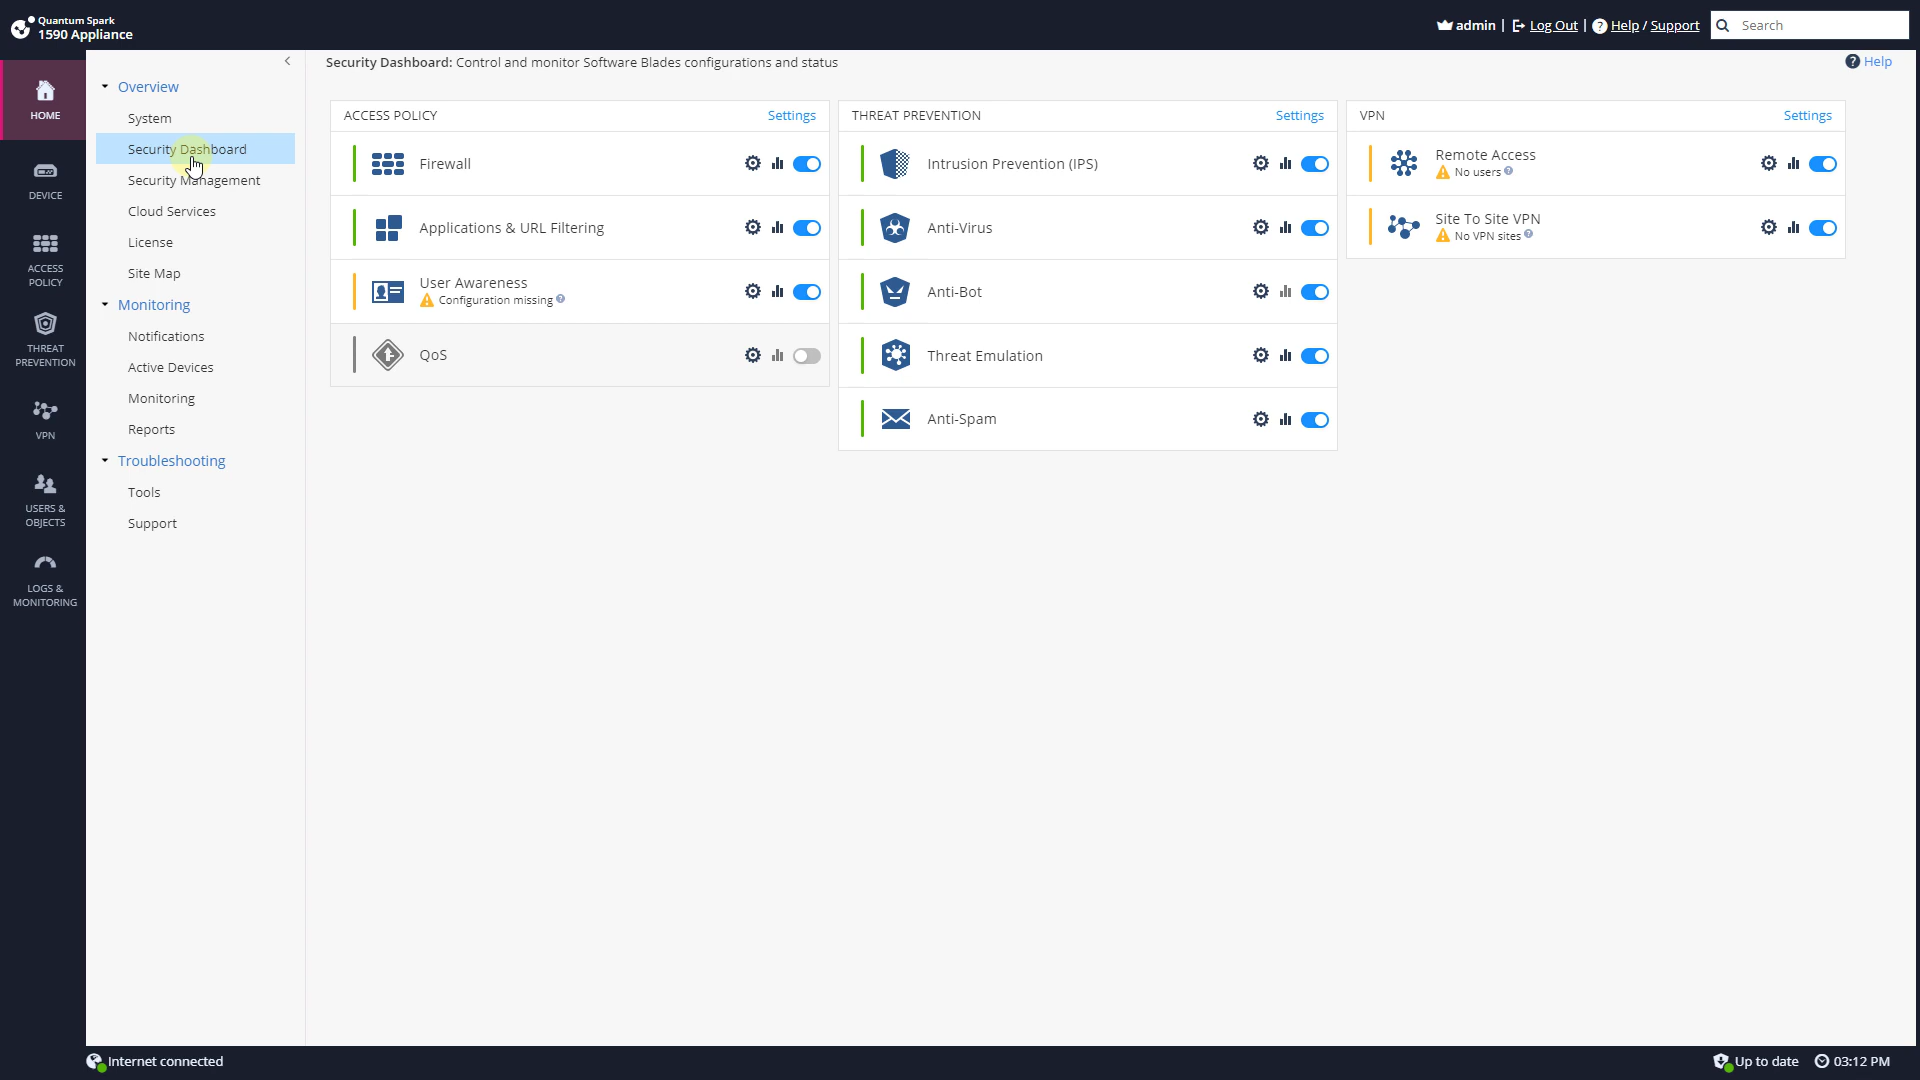 Quantum Spark
1590 Appliance
admin | Log Out | Help / Support
Search
HOME
DEVICE
ACCESS
POLICY
THREAT
PREVENTION
VPN
USERS &
OBJECTS
LOGS &
MONITORING
Overview
System
Security Dashboard
Security Management
Cloud Services
License
Site Map
Monitoring
Notifications
Active Devices
Monitoring
Reports
Troubleshooting
Tools
Support
Security Dashboard: Control and monitor Software Blades configurations and status
Help
ACCESS POLICY
Settings
Firewall
Applications & URL Filtering
User Awareness
Configuration missing
QoS
THREAT PREVENTION
Settings
Intrusion Prevention (IPS)
Anti-Virus
Anti-Bot
Threat Emulation
Anti-Spam
VPN
Settings
Remote Access
No users
Site To Site VPN
No VPN sites
Internet connected
Up to date
03:12 PM